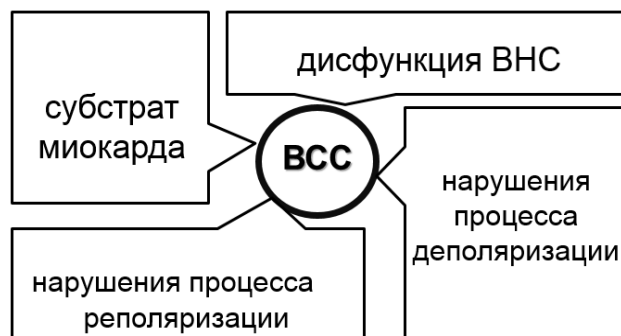 дисфункция ВНС
субстрат
миокарда
ВСС
нарушения
процесса
деполяризации
нарушения процесса
реполяризации